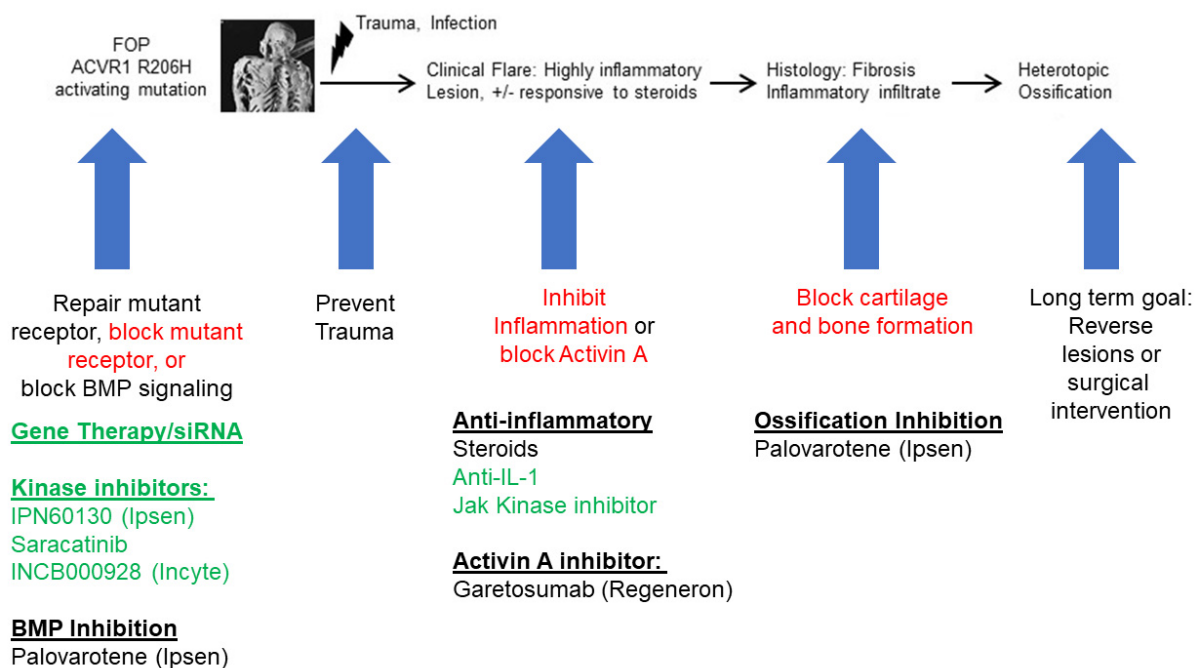 FOP
ACVR1 R206H
activating mutation
Trauma, Infection
Clinical Flare: Highly inflammatory
Lesion, +/- responsive to steroids
Histology: Fibrosis
Inflammatory infiltrate
Heterotopic
Ossification
Repair mutant
receptor, block mutant
receptor, or
block BMP signaling
Gene Therapy/siRNA
Kinase inhibitors:
IPN60130 (Ipsen)
Saracatinib
INCB000928 (Incyte)
BMP Inhibition
Palovarotene (Ipsen)
Prevent
Trauma
Inhibit
Inflammation or
block Activin A
Anti-inflammatory
Steroids
Anti-IL-1
Jak Kinase inhibitor
Activin A inhibitor:
Garetosumab (Regeneron)
Block cartilage
and bone formation
Ossification Inhibition
Palovarotene (Ipsen)
Long term goal:
Reverse
lesions or
surgical
intervention